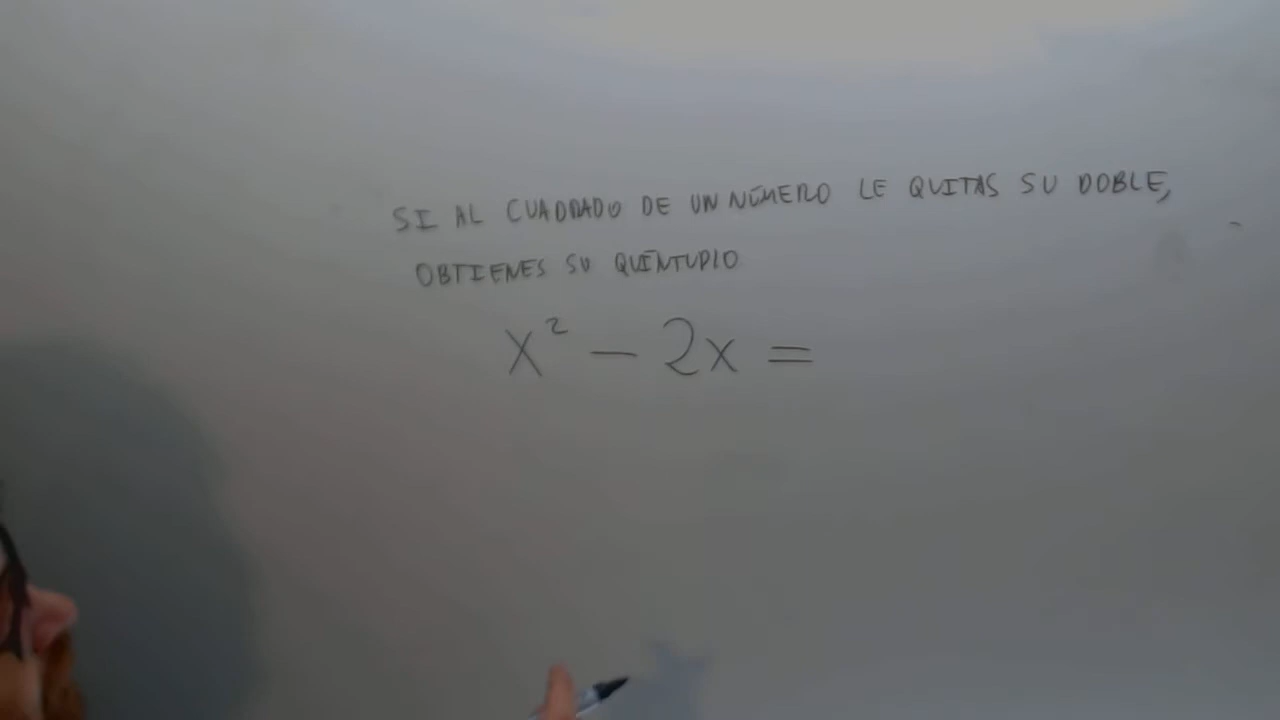 SI AL CUADRADO DE UN NÚMERO LE QUITAS SU DOBLE,
OBTIENES SU QUÍNTUPLO
x² - 2x =